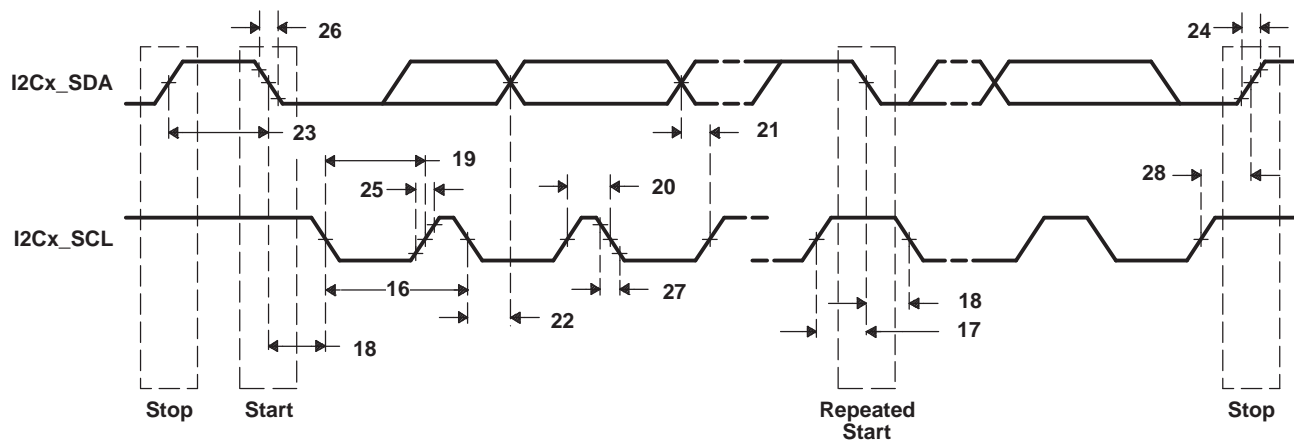 26
24
I2Cx_SDA
23
21
19
25
20
28
I2Cx_SCL
16
27
18
22
17
18
Stop
Start
Repeated
Start
Stop